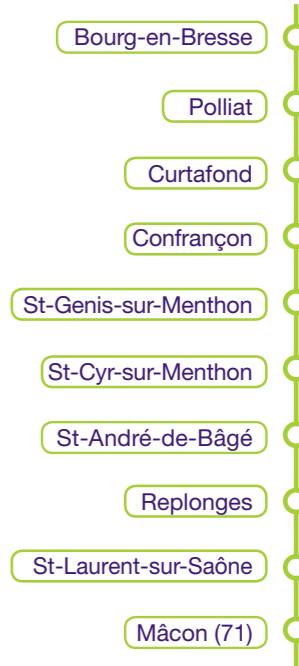 Bourg-en-Bresse
Polliat
Curtafond
Confrançon
St-Genis-sur-Menthon
St-Cyr-sur-Menthon
St-André-de-Bâgé
Replonges
St-Laurent-sur-Saône
Mâcon (71)